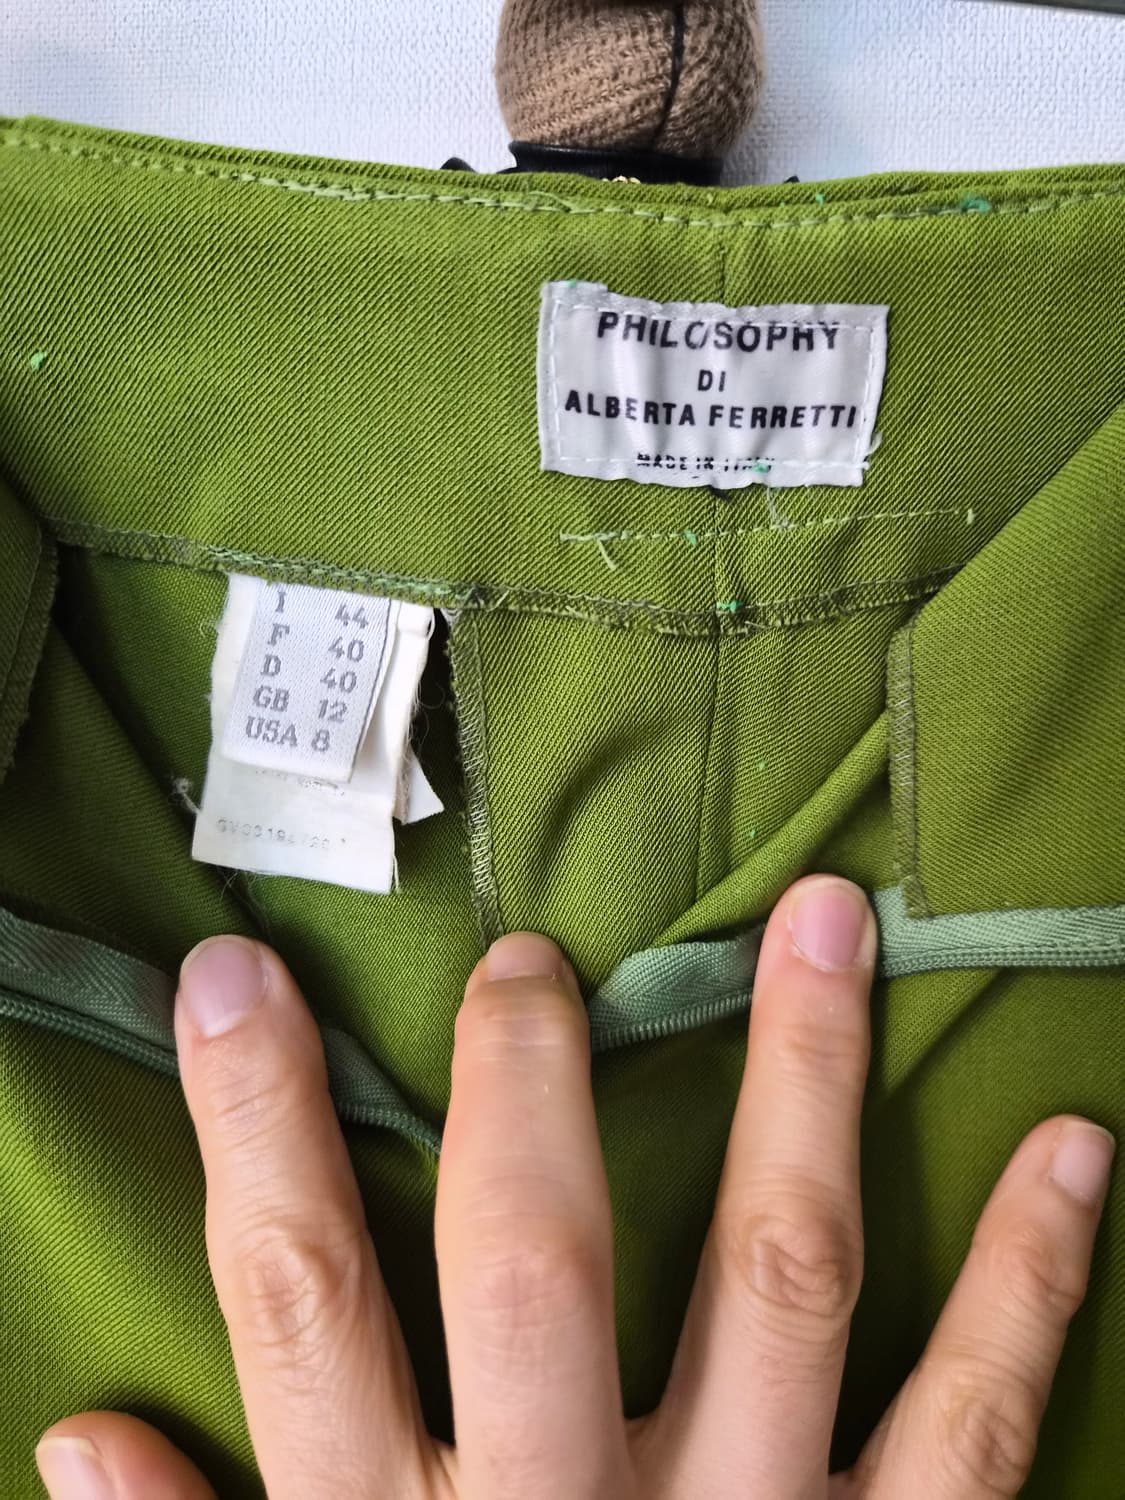 PHILOSOPHY
DI
ALBERTA FERRETTI
MADE IN ITALY
I 44
F 40
D 40
GB 12
USA 8